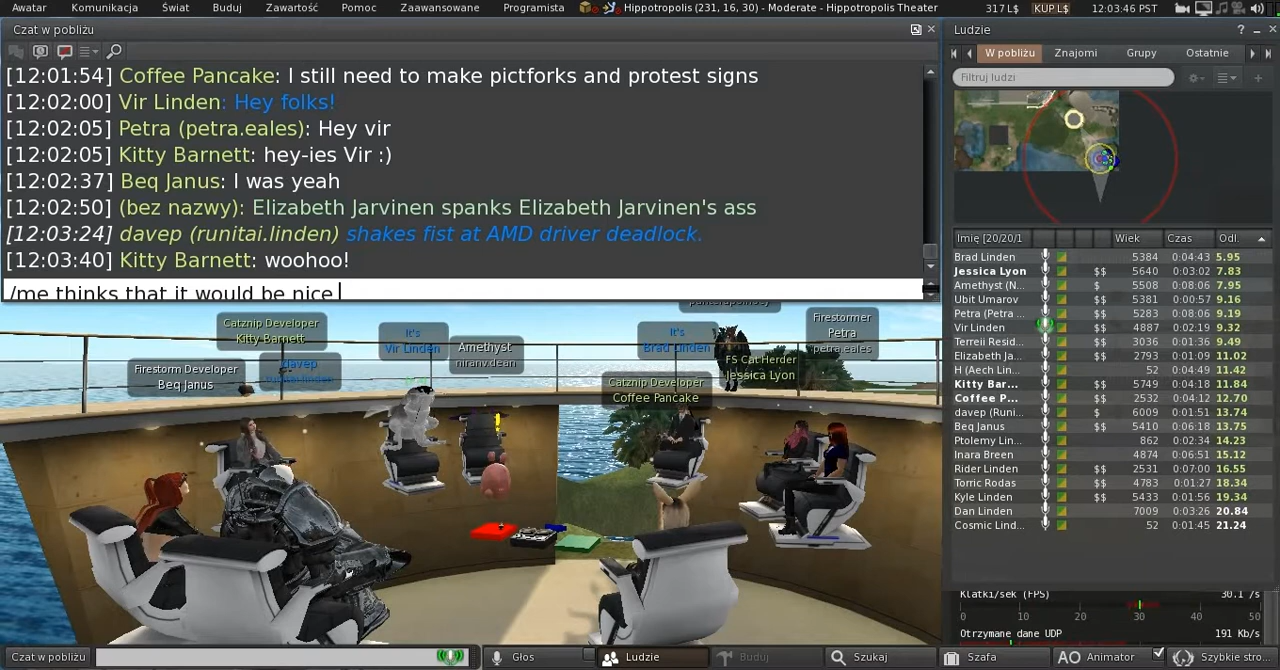 Awatar Komunikacja Świat Buduj Zawartość Pomoc Zaawansowane Programista Hippotropolis (231, 16, 30) - Moderate - Hippotropolis Theater 317 L$ KUP L$ 12:03:46 PST
Czat w pobliżu
[12:01:54] Coffee Pancake: I still need to make pictforks and protest signs
[12:02:00] Vir Linden: Hey folks!
[12:02:05] Petra (petra.eales): Hey vir
[12:02:05] Kitty Barnett: hey-ies Vir :)
[12:02:37] Beq Janus: I was yeah
[12:02:50] (bez nazwy): Elizabeth Jarvinen spanks Elizabeth Jarvinen's ass
[12:03:24] davep (runitai.linden) shakes fist at AMD driver deadlock.
[12:03:40] Kitty Barnett: woohoo!
/me thinks that it would be nice
Catznip Developer
Kitty Barnett
It's
Vir Linden
Amethyst
niranv.dean
It's
Brad Linden
Firestormer
Petra
petra.eales
Firestorm Developer
Beq Janus
davep
runitai.linden
FS Cat Herder
Jessica Lyon
Catznip Developer
Coffee Pancake
Ludzie
W pobliżu Znajomi Grupy Ostatnie
Filtruj ludzi
Imię [20/20/1 Wiek Czas Odl.
Brad Linden 5384 0:04:43 5.95
Jessica Lyon $$ 5640 0:03:02 7.83
Amethyst (N... $ 5508 0:08:06 7.95
Ubit Umarov $$ 5381 0:00:57 9.16
Petra (Petra ... $$ 5283 0:08:06 9.19
Vir Linden 4887 0:02:19 9.32
Terreii Resid... $$ 3036 0:01:36 9.49
Elizabeth Ja... $$ 2793 0:01:09 11.02
H (Aech Lin... 52 0:04:49 11.42
Kitty Bar... $$ 5749 0:04:18 11.84
Coffee P... $$ 2532 0:04:12 12.70
davep (Runi... $ 6009 0:01:51 13.74
Beq Janus $$ 5410 0:06:18 13.75
Ptolemy Lin... 862 0:02:34 14.23
Inara Breen 4874 0:06:51 15.12
Rider Linden $$ 2531 0:07:00 16.55
Torric Rodas $$ 4783 0:01:27 18.34
Kyle Linden $$ 5433 0:01:56 19.34
Dan Linden 7009 0:03:26 20.84
Cosmic Lind... 52 0:01:45 21.24
Klatki/sek (FPS) 30.1 /s
0 10 20 30 40 50
Otrzymane dane UDP 191 Kb/s
Czat w pobliżu Głos Ludzie Buduj Szukaj Szafa AO Animator Szybkie stro...